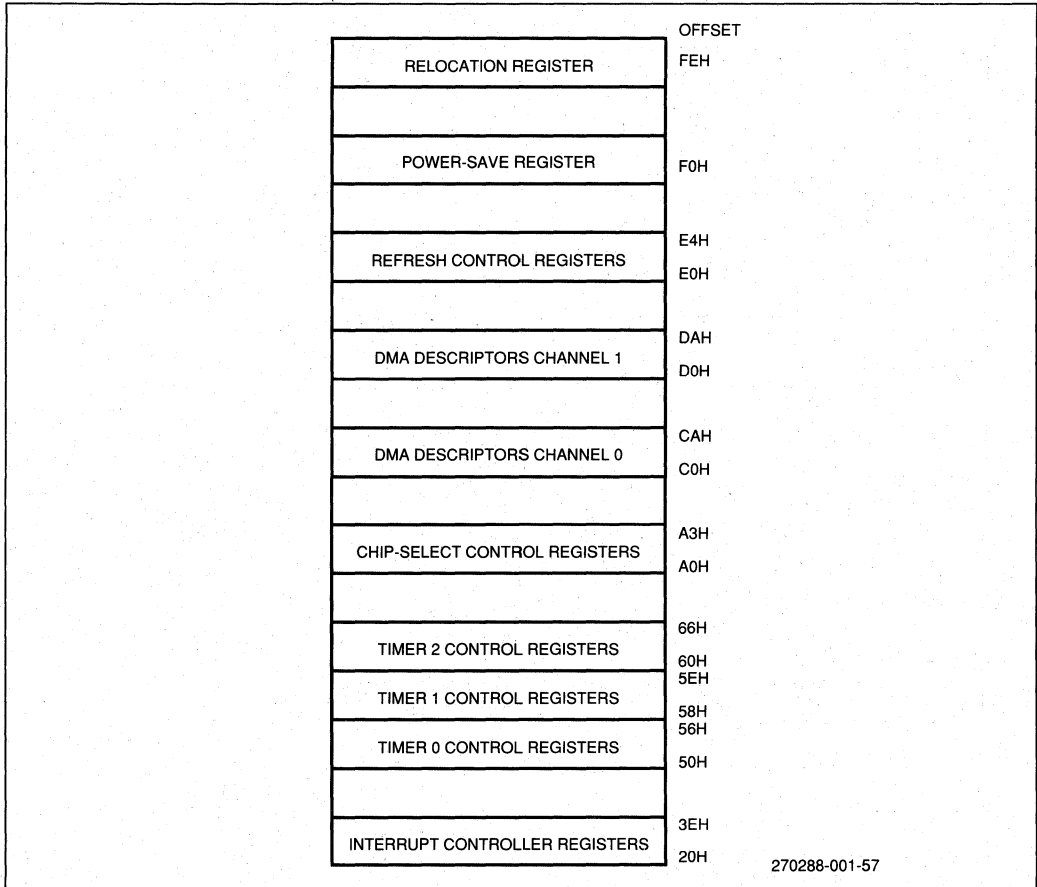 OFFSET
RELOCATION REGISTER FEH
POWER-SAVE REGISTER F0H
E4H
REFRESH CONTROL REGISTERS
E0H
DAH
DMA DESCRIPTORS CHANNEL 1
D0H
CAH
DMA DESCRIPTORS CHANNEL 0
C0H
A3H
CHIP-SELECT CONTROL REGISTERS
A0H
66H
TIMER 2 CONTROL REGISTERS
60H
5EH
TIMER 1 CONTROL REGISTERS
58H
56H
TIMER 0 CONTROL REGISTERS
50H
3EH
INTERRUPT CONTROLLER REGISTERS
20H
270288-001-57